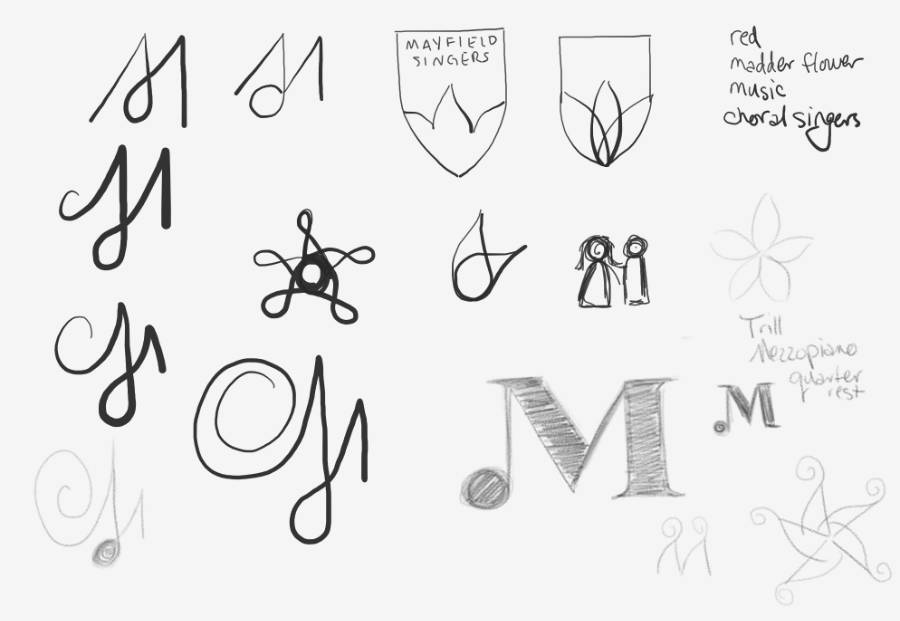 MAYFIELD
SINGERS
red
madder flower
music
choral singers
Trill
Mezzopiano
quarter
rest
M
M